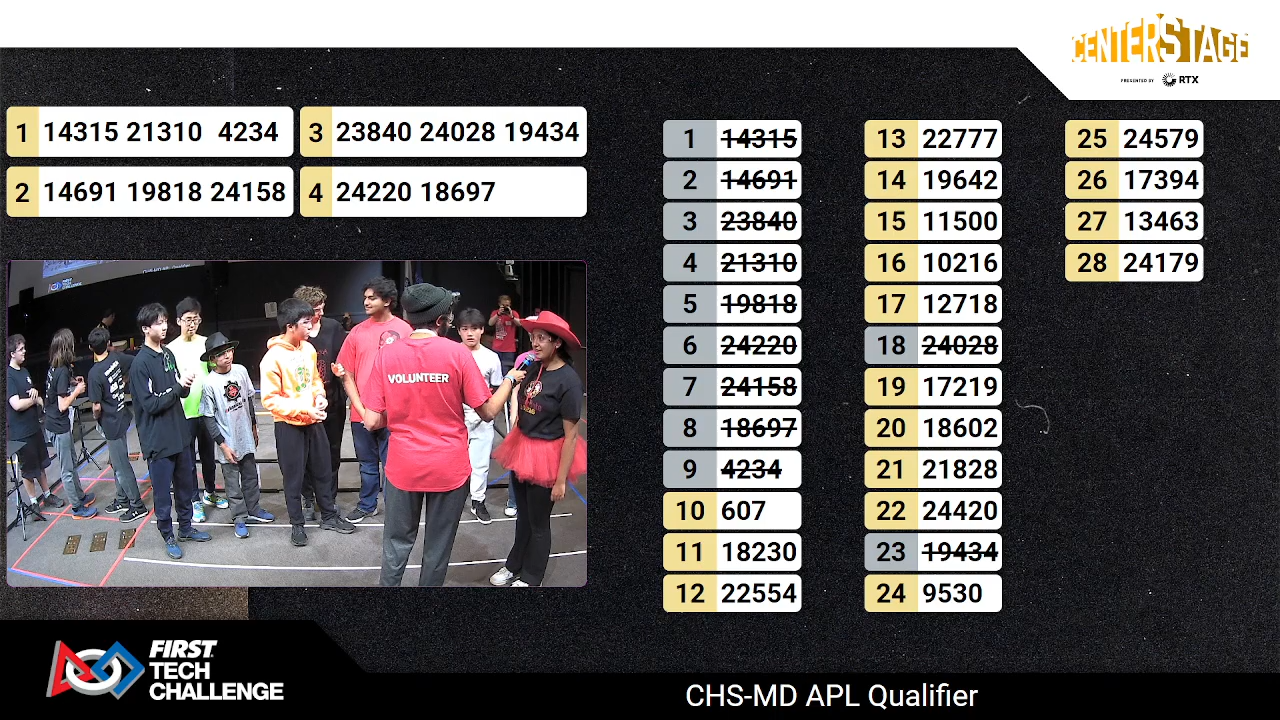 CENTERSTAGE
PRESENTED BY RTX
1 14315 21310 4234
2 14691 19818 24158
3 23840 24028 19434
4 24220 18697
1 14315
2 14691
3 23840
4 21310
5 19818
6 24220
7 24158
8 18697
9 4234
10 607
11 18230
12 22554
13 22777
14 19642
15 11500
16 10216
17 12718
18 24028
19 17219
20 18602
21 21828
22 24420
23 19434
24 9530
25 24579
26 17394
27 13463
28 24179
VOLUNTEER
FIRST
TECH
CHALLENGE
CHS-MD APL Qualifier